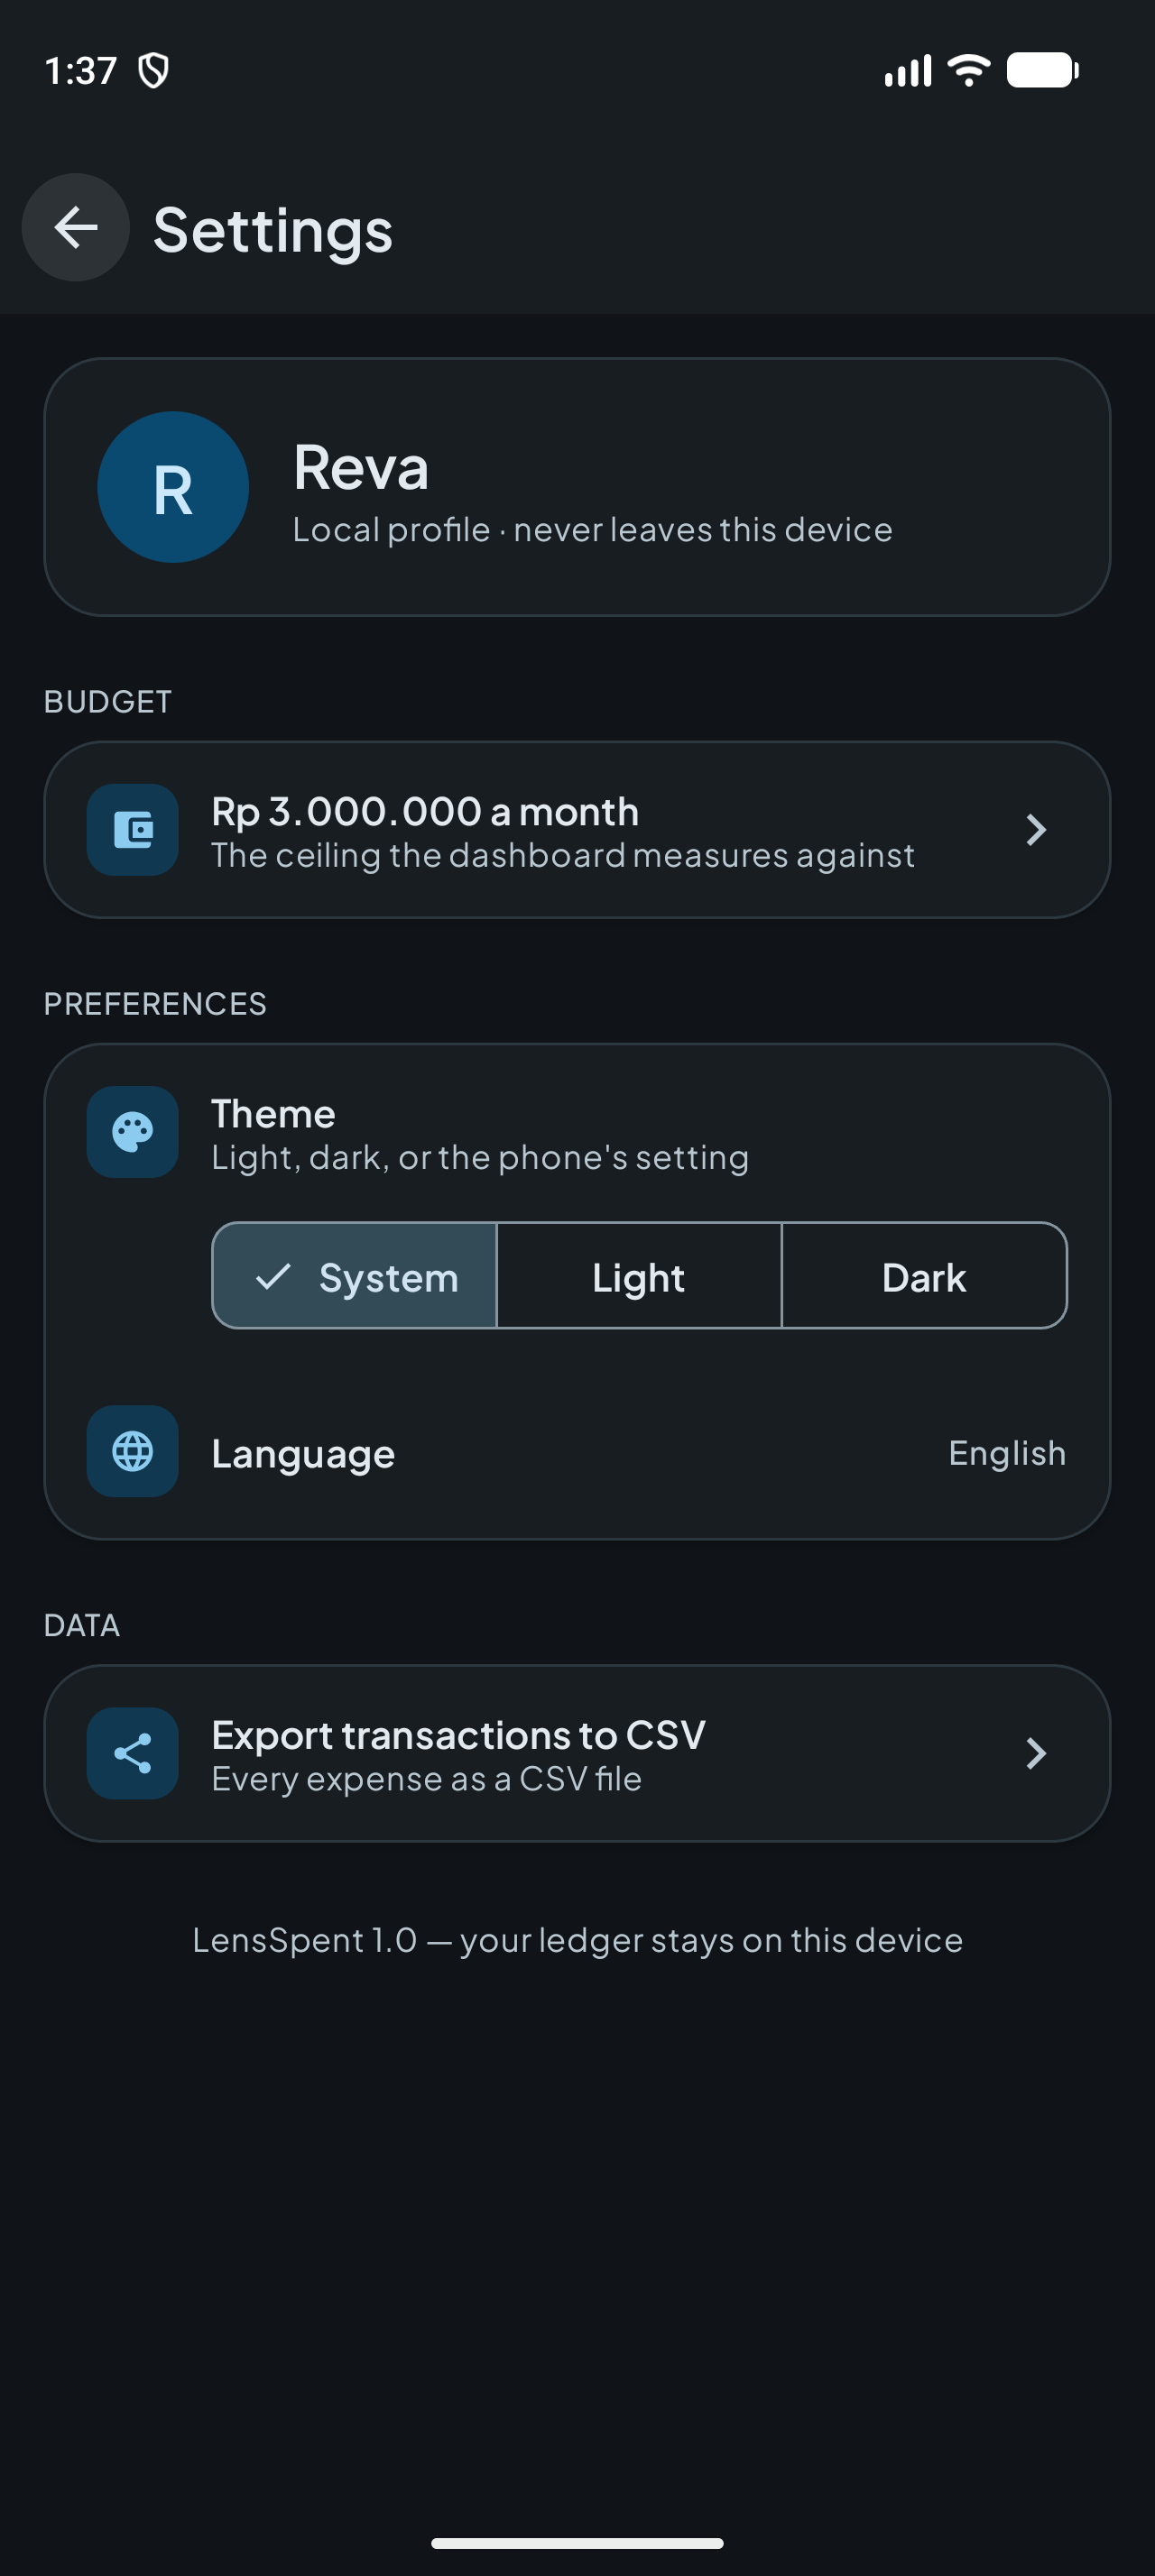 1:37
Settings
R
Reva
Local profile · never leaves this device
BUDGET
Rp 3.000.000 a month
The ceiling the dashboard measures against
PREFERENCES
Theme
Light, dark, or the phone's setting
System
Light
Dark
Language
English
DATA
Export transactions to CSV
Every expense as a CSV file
LensSpent 1.0 — your ledger stays on this device